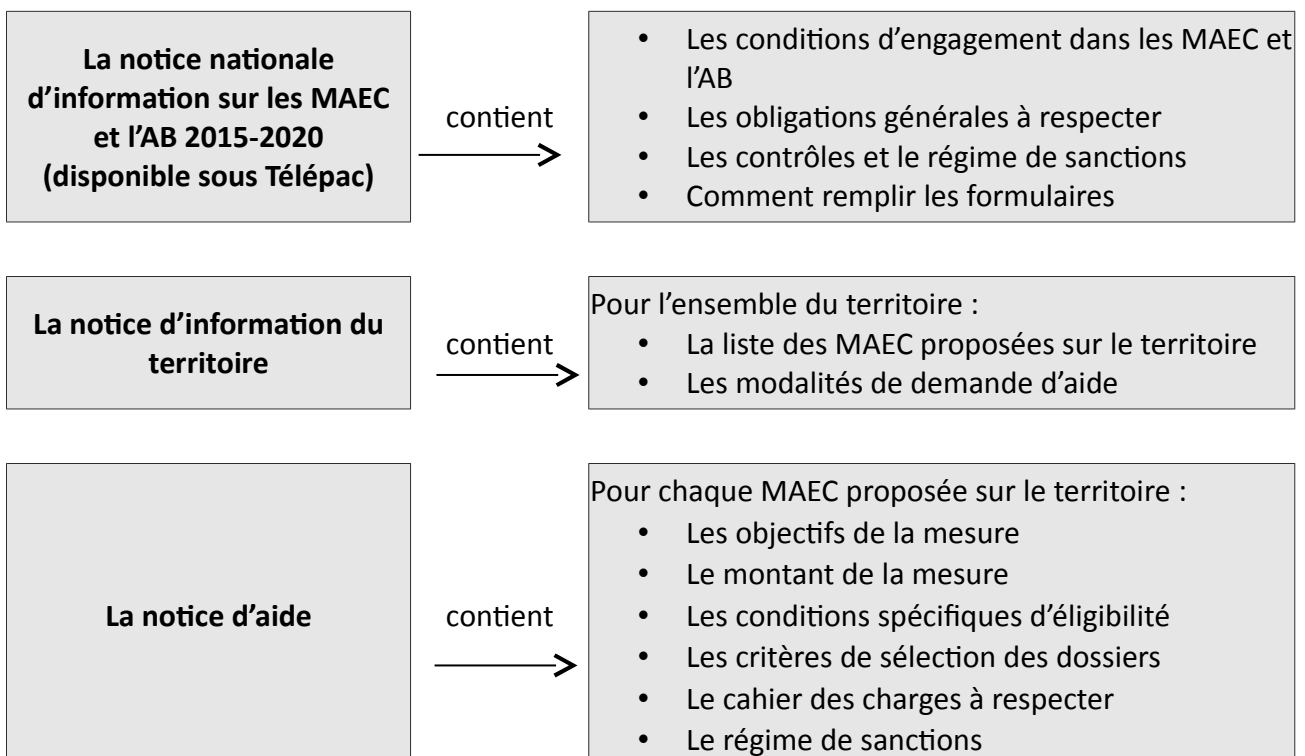 La notice nationale
d’information sur les MAEC
et l’AB 2015-2020
(disponible sous Télépac)
contient
• Les conditions d’engagement dans les MAEC et
l’AB
• Les obligations générales à respecter
• Les contrôles et le régime de sanctions
• Comment remplir les formulaires
La notice d’information du
territoire
contient
Pour l’ensemble du territoire :
• La liste des MAEC proposées sur le territoire
• Les modalités de demande d’aide
La notice d’aide
contient
Pour chaque MAEC proposée sur le territoire :
• Les objectifs de la mesure
• Le montant de la mesure
• Les conditions spécifiques d’éligibilité
• Les critères de sélection des dossiers
• Le cahier des charges à respecter
• Le régime de sanctions